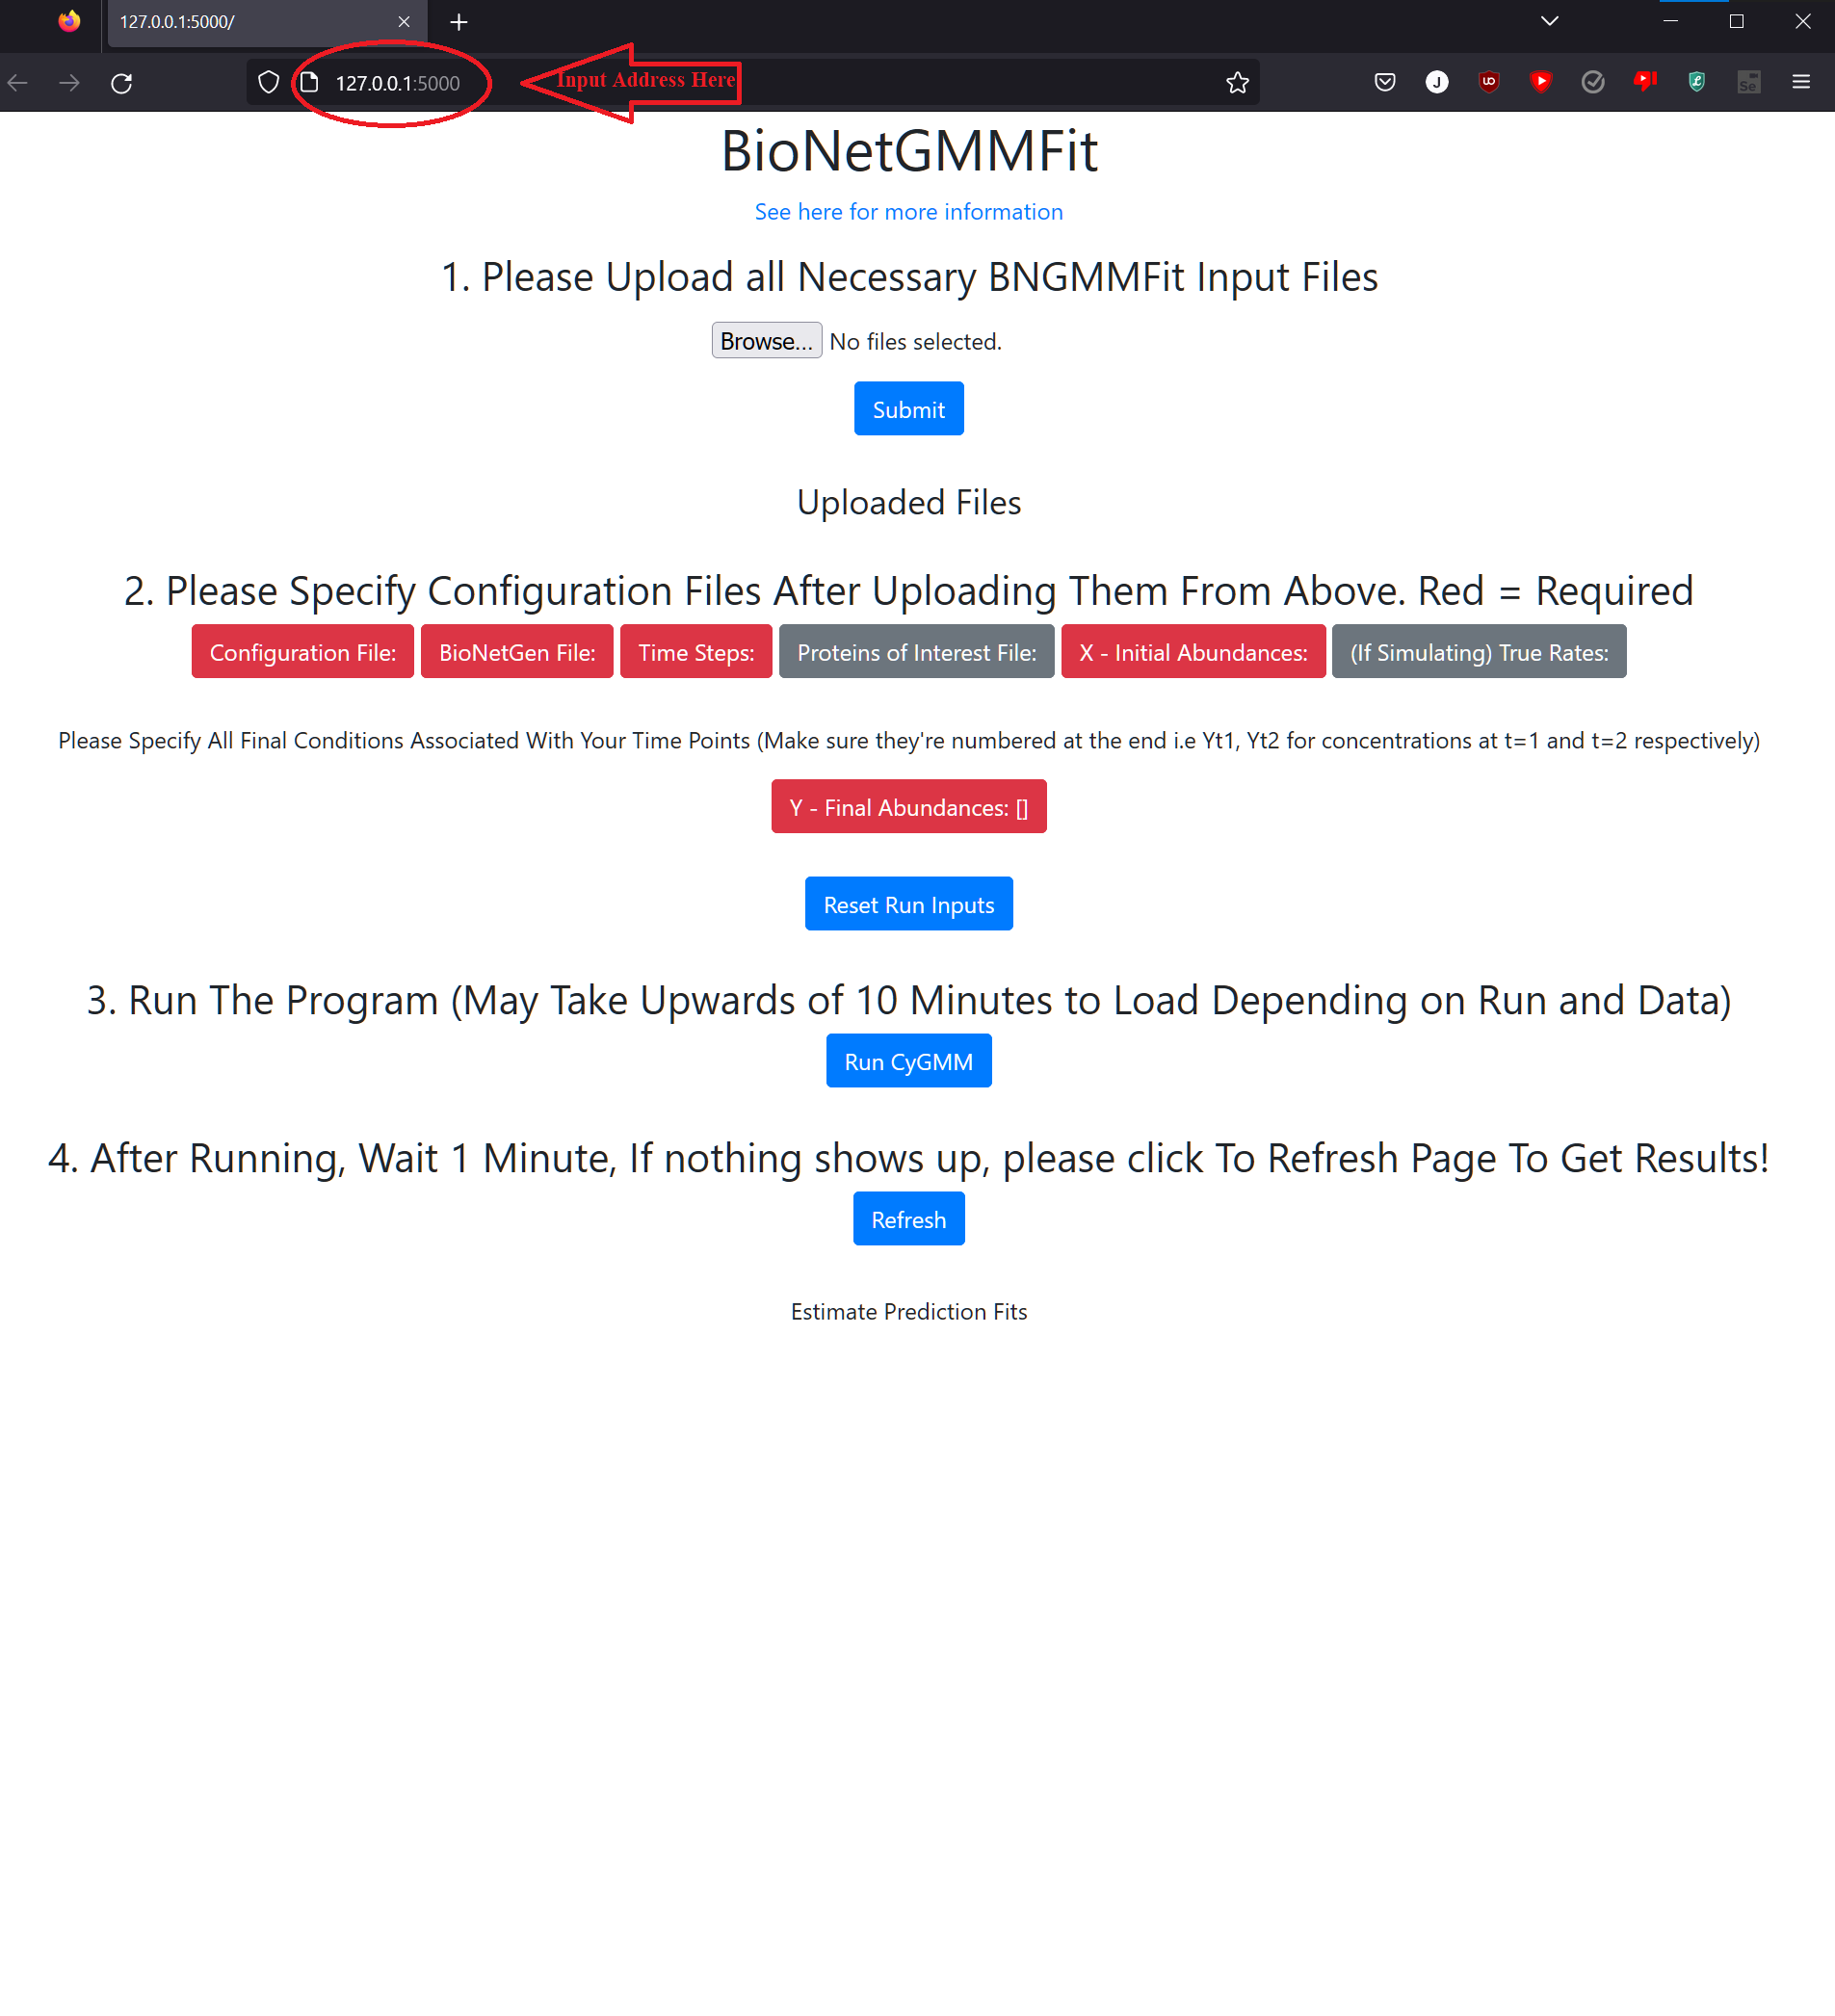 127.0.0.1:5000/
127.0.0.1:5000
Input Address Here
J
UO
Se
BioNetGMMFit
See here for more information
1. Please Upload all Necessary BNGMMFit Input Files
Browse... No files selected.
Submit
Uploaded Files
2. Please Specify Configuration Files After Uploading Them From Above. Red = Required
Configuration File: BioNetGen File: Time Steps: Proteins of Interest File: X - Initial Abundances: (If Simulating) True Rates:
Please Specify All Final Conditions Associated With Your Time Points (Make sure they're numbered at the end i.e Yt1, Yt2 for concentrations at t=1 and t=2 respectively)
Y - Final Abundances: []
Reset Run Inputs
3. Run The Program (May Take Upwards of 10 Minutes to Load Depending on Run and Data)
Run CyGMM
4. After Running, Wait 1 Minute, If nothing shows up, please click To Refresh Page To Get Results!
Refresh
Estimate Prediction Fits